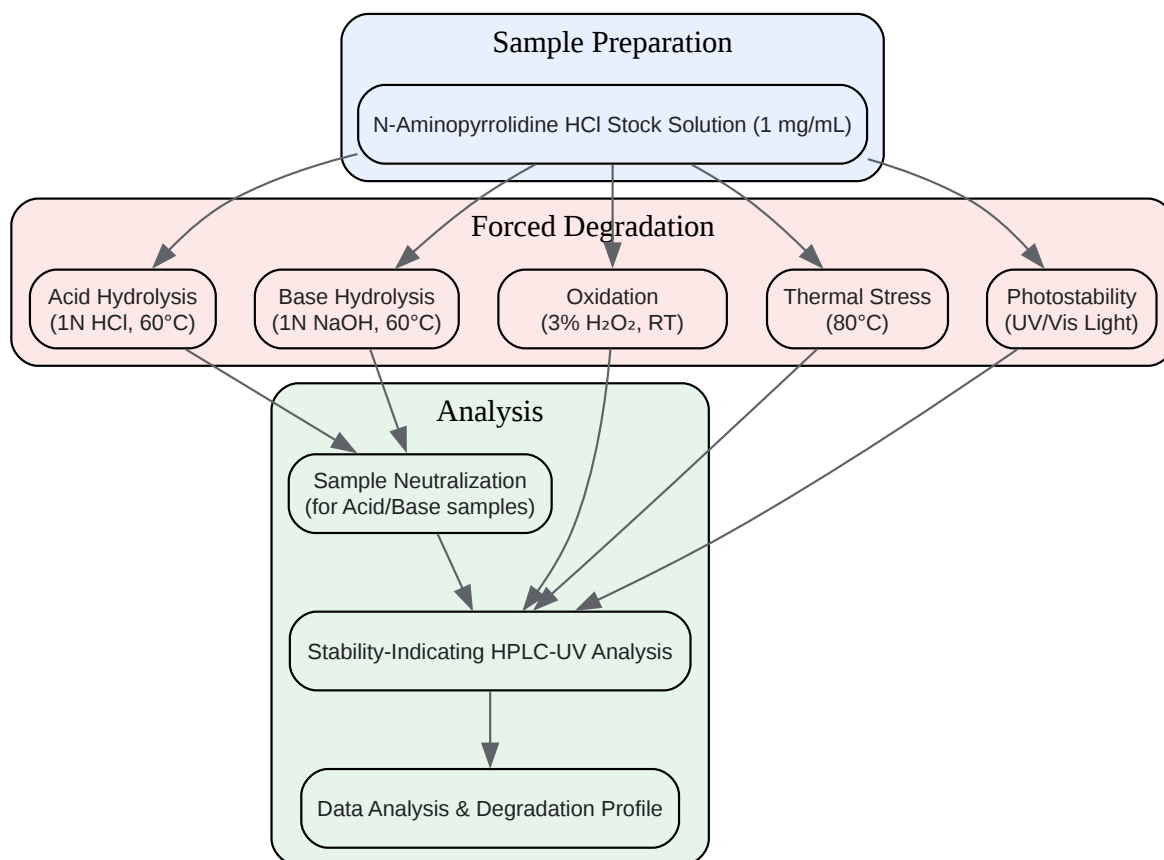 Sample Preparation
N-Aminopyrrolidine HCl Stock Solution (1 mg/mL)
Forced Degradation
Acid Hydrolysis
(1N HCl, 60°C)
Base Hydrolysis
(1N NaOH, 60°C)
Oxidation
(3% H₂O₂, RT)
Thermal Stress
(80°C)
Photostability
(UV/Vis Light)
Analysis
Sample Neutralization
(for Acid/Base samples)
Stability-Indicating HPLC-UV Analysis
Data Analysis & Degradation Profile